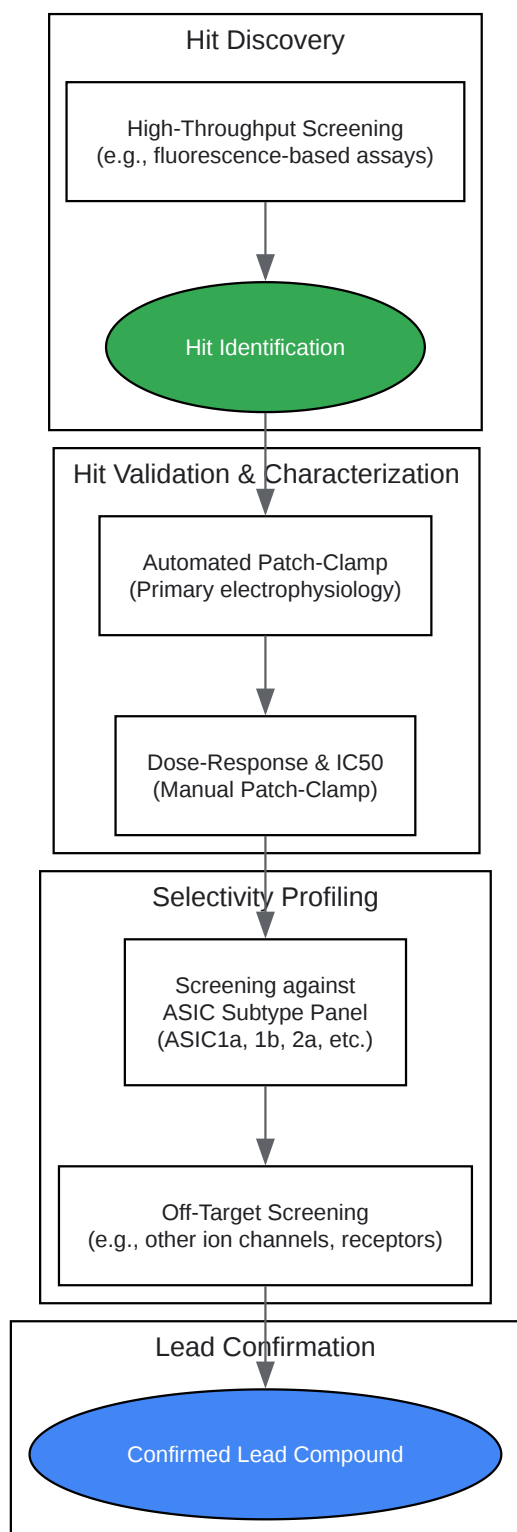 Hit Discovery
High-Throughput Screening
(e.g., fluorescence-based assays)
Hit Identification
Hit Validation & Characterization
Automated Patch-Clamp
(Primary electrophysiology)
Dose-Response & IC50
(Manual Patch-Clamp)
Selectivity Profiling
Screening against
ASIC Subtype Panel
(ASIC1a, 1b, 2a, etc.)
Off-Target Screening
(e.g., other ion channels, receptors)
Lead Confirmation
Confirmed Lead Compound